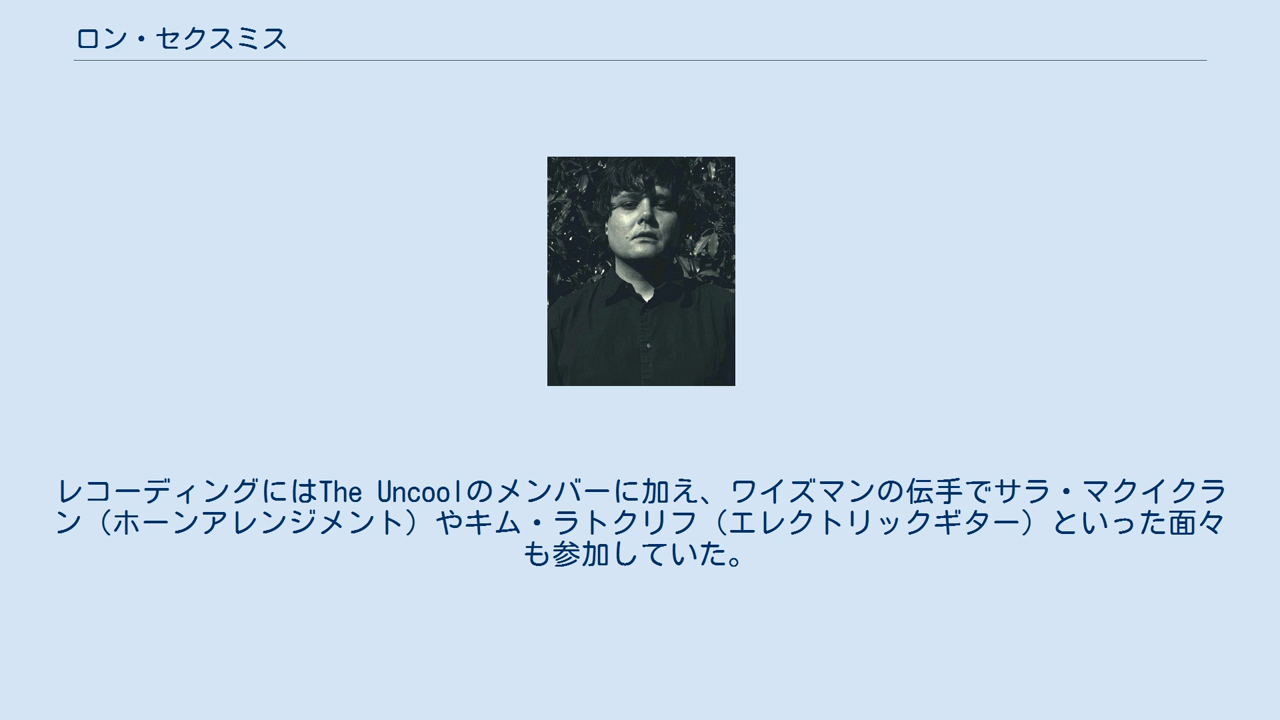 ロン・セクスミス
レコーディングにはThe Uncoolのメンバーに加え、ワイズマンの伝手でサラ・マクイクラ
ン（ホーンアレンジメント）やキム・ラトクリフ（エレクトリックギター）といった面々
も参加していた。